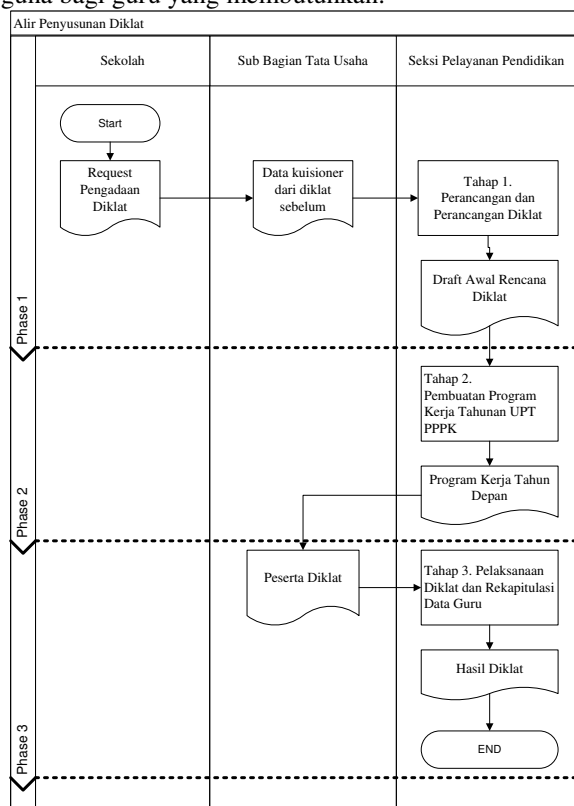 guna bagi guru yang membutuhkan.
Alir Penyusunan Diklat
Sekolah
Sub Bagian Tata Usaha
Seksi Pelayanan Pendidikan
Start
Request
Pengadaan
Diklat
Data kuisioner
dari diklat
sebelum
Tahap 1.
Perancangan dan
Perancangan Diklat
Draft Awal Rencana
Diklat
Phase 1
Tahap 2.
Pembuatan Program
Kerja Tahunan UPT
PPPK
Program Kerja Tahun
Depan
Phase 2
Peserta Diklat
Tahap 3. Pelaksanaan
Diklat dan Rekapitulasi
Data Guru
Hasil Diklat
END
Phase 3